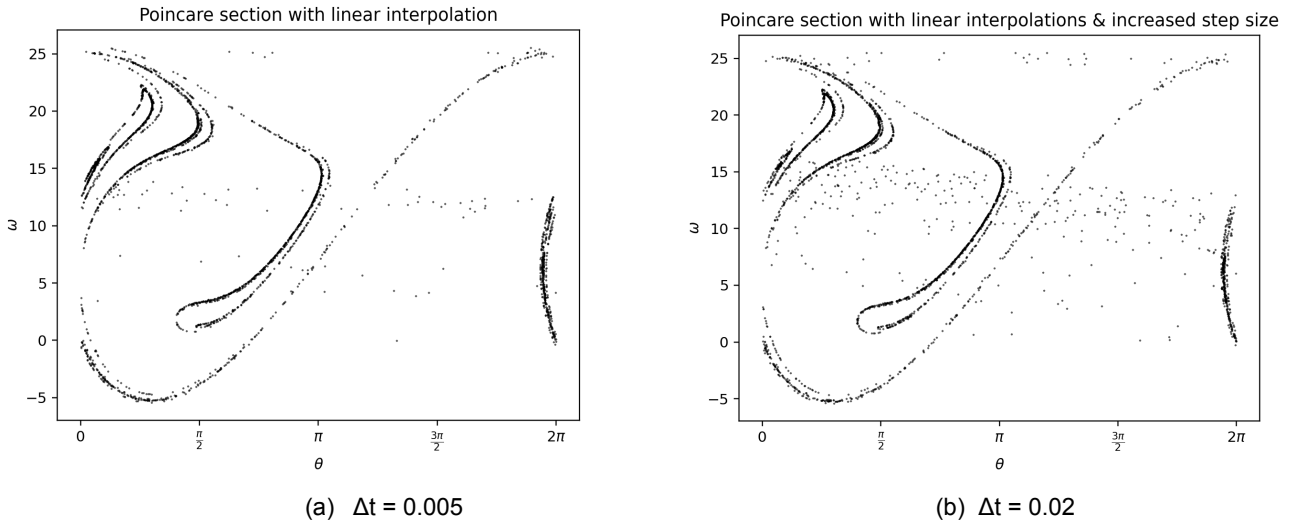 Poincare section with linear interpolation
25
20
15
10
5
0
−5
ω
0
π/2
π
3π/2
2π
θ
(a) Δt = 0.005
Poincare section with linear interpolations & increased step size
25
20
15
10
5
0
−5
ω
0
π/2
π
3π/2
2π
θ
(b) Δt = 0.02